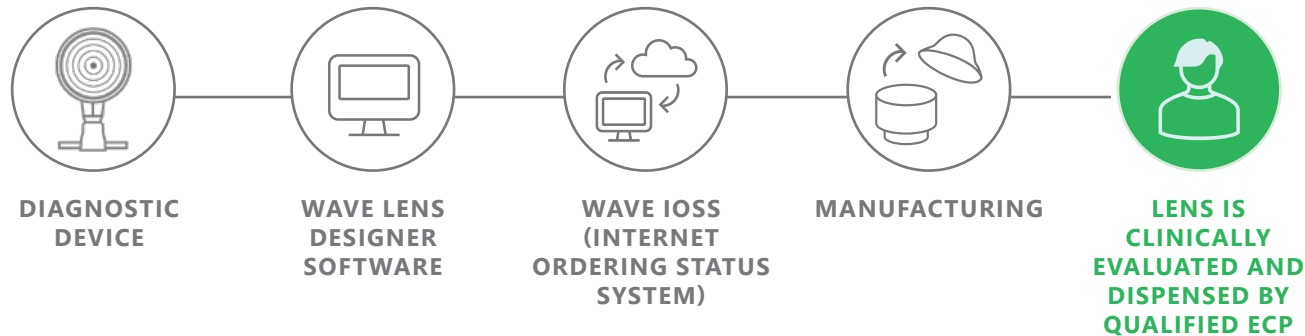 DIAGNOSTIC
DEVICE
WAVE LENS
DESIGNER
SOFTWARE
WAVE IOSS
(INTERNET
ORDERING STATUS
SYSTEM)
MANUFACTURING
LENS IS
CLINICALLY
EVALUATED AND
DISPENSED BY
QUALIFIED ECP